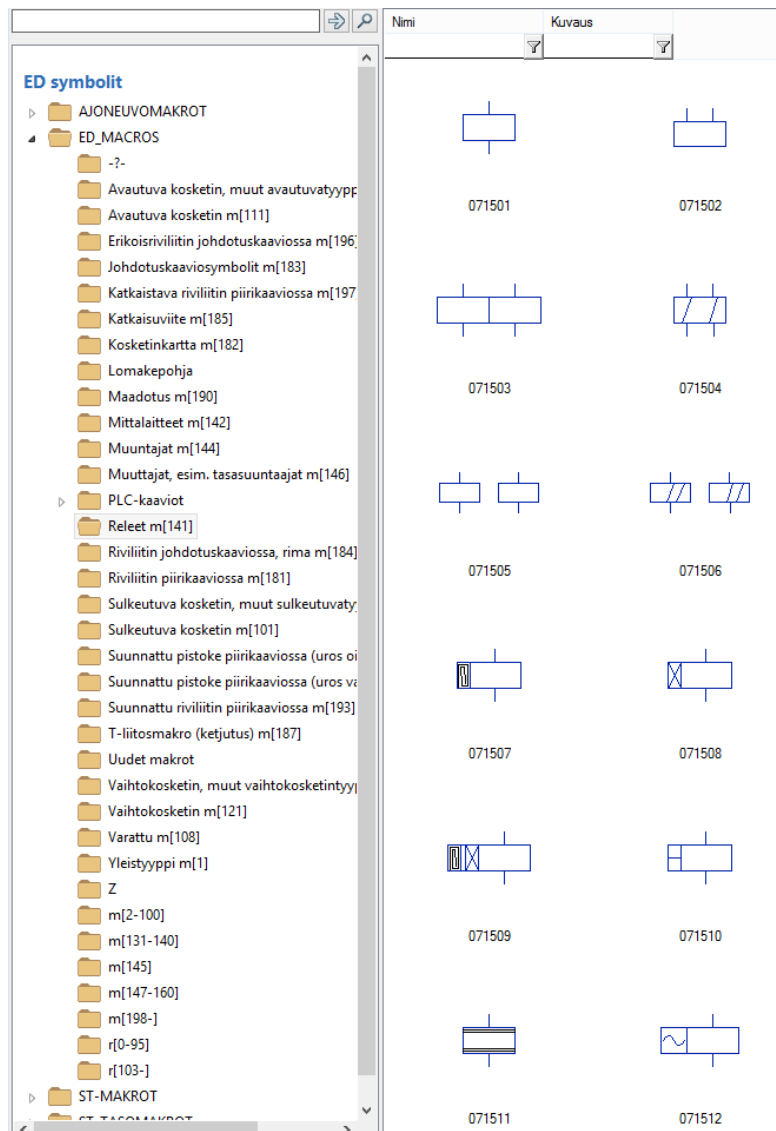 Nimi
Kuvaus
ED symbolit
AJONEUVOMAKROT
ED_MACROS
-?-
Avautuva kosketin, muut avautuvatyypp
Avautuva kosketin m[111]
Erikoisriviliitin johdotuskaaviossa m[196]
Johdotuskaaviosymbolit m[183]
Katkaistava riviliitin piirikaaviossa m[197
Katkaisuviite m[185]
Kosketinkartta m[182]
Lomakepohja
Maadotus m[190]
Mittalaitteet m[142]
Muuntajat m[144]
Muuttajat, esim. tasasuuntaajat m[146]
PLC-kaaviot
Releet m[141]
Riviliitin johdotuskaaviossa, rima m[184]
Riviliitin piirikaaviossa m[181]
Sulkeutuva kosketin, muut sulkeutuvaty
Sulkeutuva kosketin m[101]
Suunnattu pistoke piirikaaviossa (uros oi
Suunnattu pistoke piirikaaviossa (uros va
Suunnattu riviliitin piirikaaviossa m[193]
T-liitosmakro (ketjutus) m[187]
Uudet makrot
Vaihtokosketin, muut vaihtokosketintyyp
Vaihtokosketin m[121]
Varattu m[108]
Yleistyyppi m[1]
Z
m[2-100]
m[131-140]
m[145]
m[147-160]
m[198-]
r[0-95]
r[103-]
ST-MAKROT
ST-TASOMAKROT
071501
071502
071503
071504
071505
071506
071507
071508
071509
071510
071511
071512